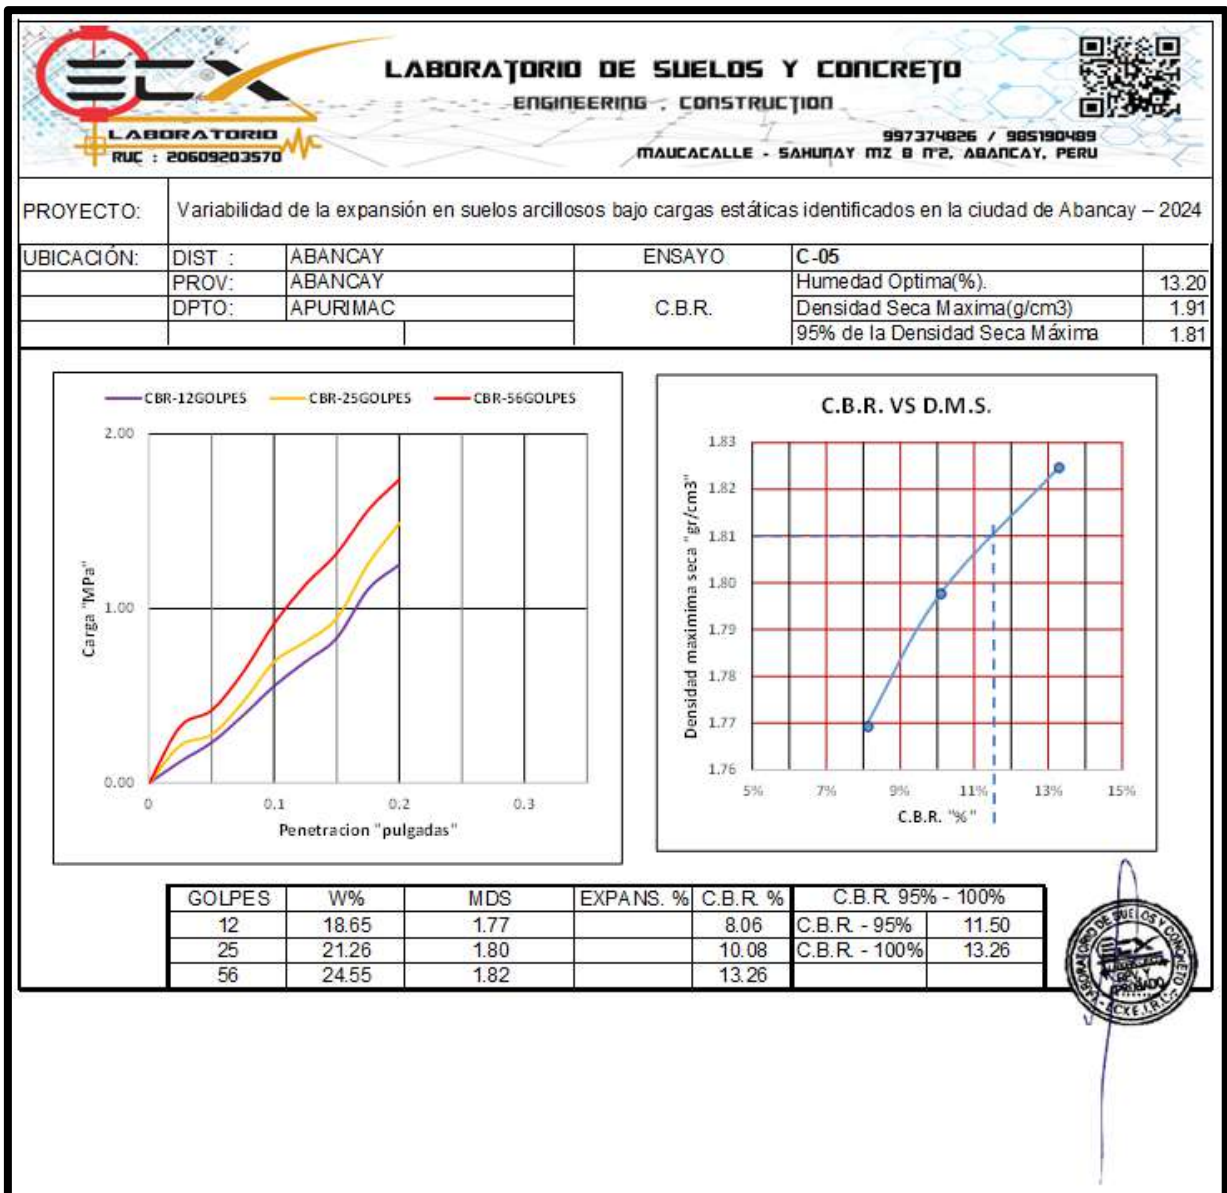 ECX
LABORATORIO
RUC : 20609203570
LABORATORIO DE SUELOS Y CONCRETO
ENGINEERING , CONSTRUCTION
997374826 / 985190489
MAUCACALLE - SAHUNAY MZ B N°2, ABANCAY, PERU
PROYECTO: Variabilidad de la expansión en suelos arcillosos bajo cargas estáticas identificados en la ciudad de Abancay – 2024
UBICACIÓN: DIST : ABANCAY ENSAYO C-05
PROV: ABANCAY Humedad Optima(%). 13.20
DPTO: APURIMAC C.B.R. Densidad Seca Maxima(g/cm3) 1.91
95% de la Densidad Seca Máxima 1.81
CBR-12GOLPES CBR-25GOLPES CBR-56GOLPES
2.00
1.00
0.00
Carga "MPa"
0 0.1 0.2 0.3
Penetracion "pulgadas"
C.B.R. VS D.M.S.
1.83
1.82
1.81
1.80
1.79
1.78
1.77
1.76
Densidad maximima seca "gr/cm3"
5% 7% 9% 11% 13% 15%
C.B.R. "%"
GOLPES W% MDS EXPANS. % C.B.R. % C.B.R. 95% - 100%
12 18.65 1.77 8.06 C.B.R. - 95% 11.50
25 21.26 1.80 10.08 C.B.R. - 100% 13.26
56 24.55 1.82 13.26
LABORATORIO DE SUELOS Y CONCRETO
ECX E.I.R.L.